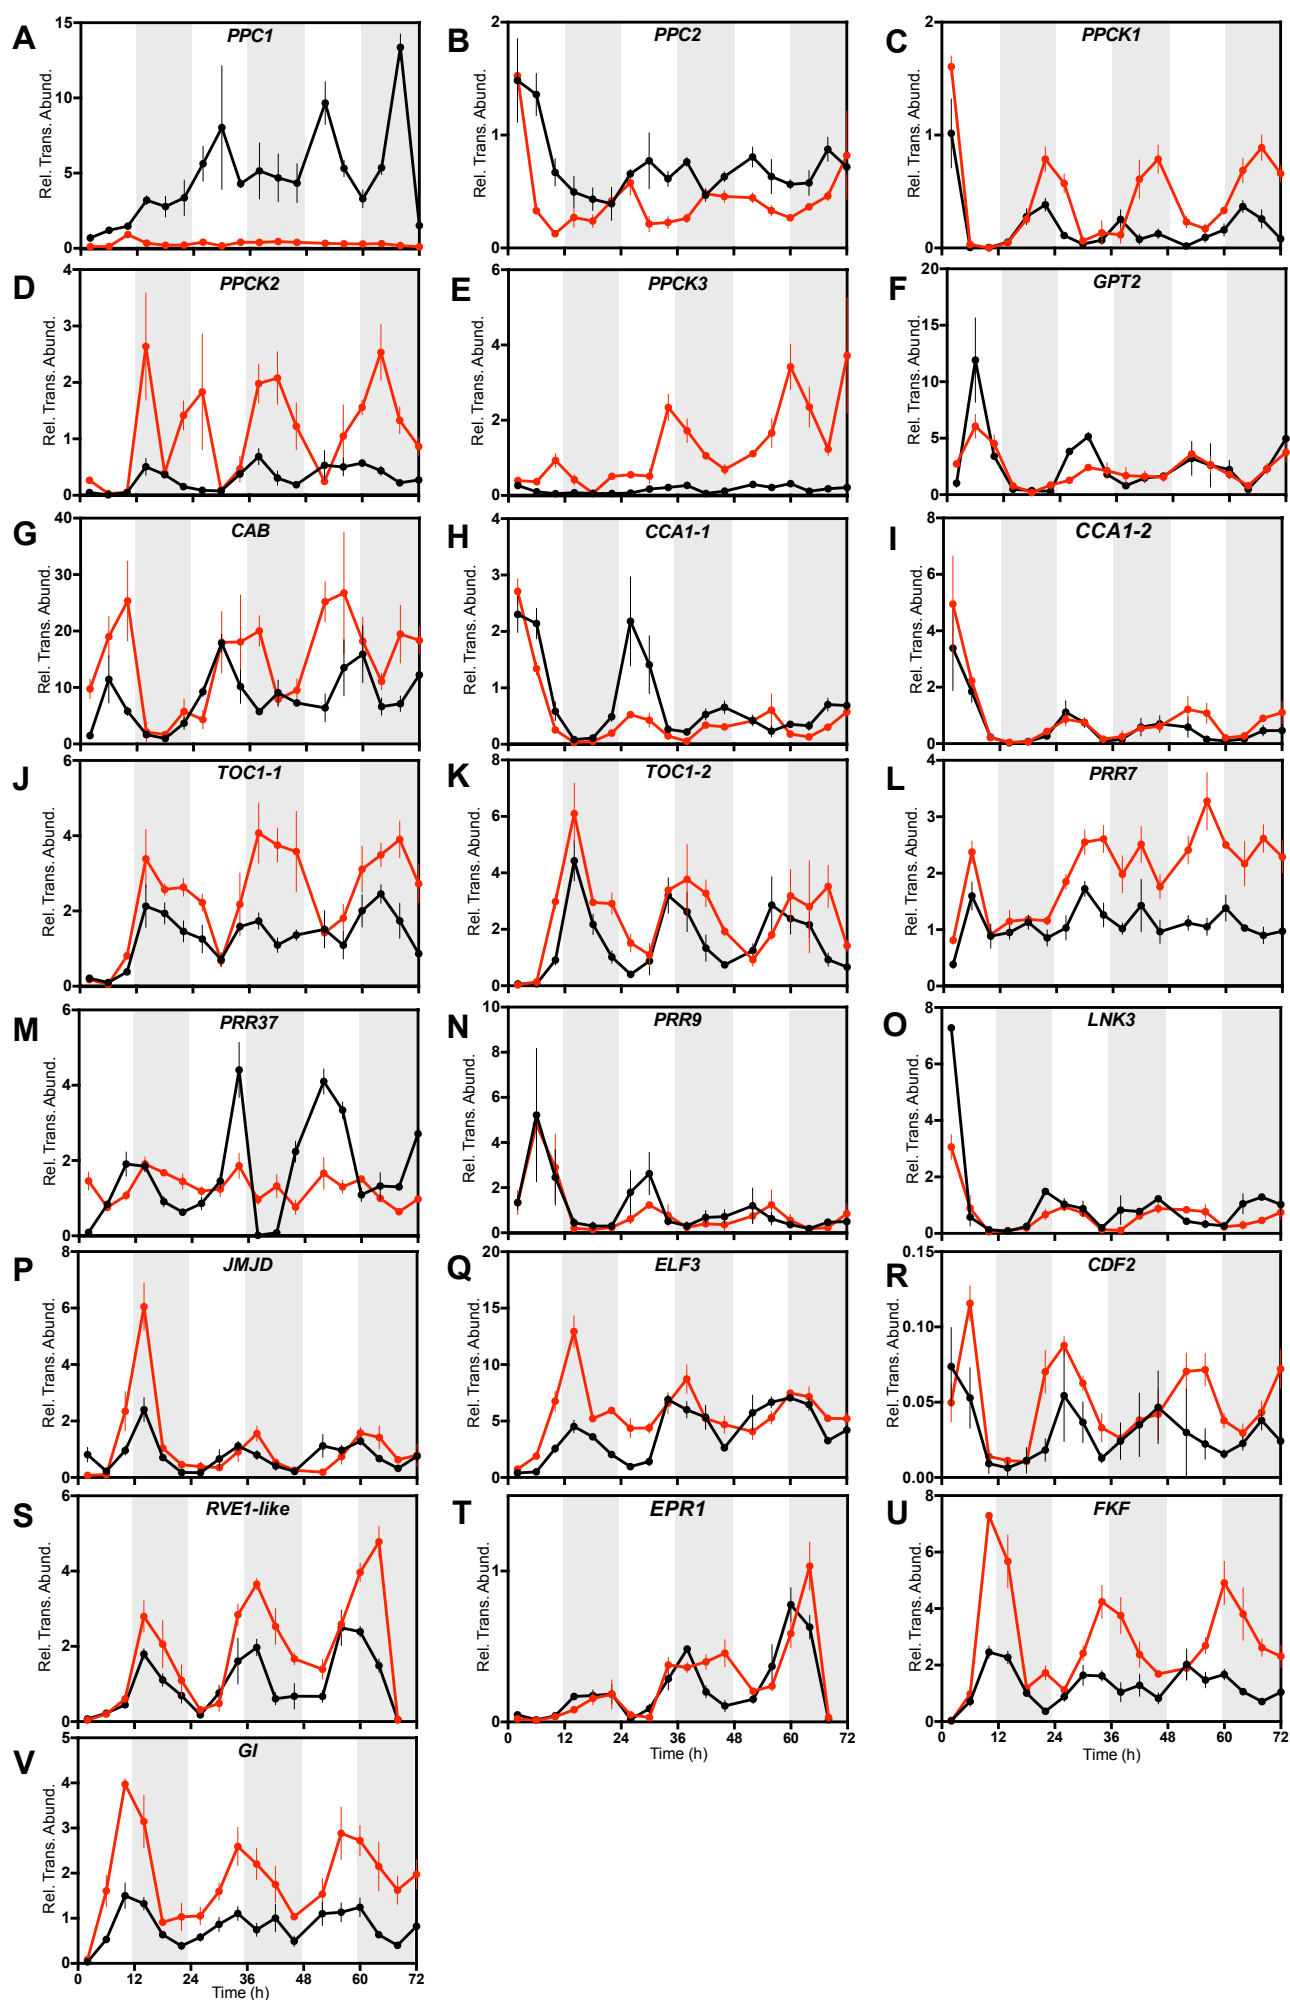 A
PPC1
Rel. Trans. Abund.
15
10
5
0
B
PPC2
Rel. Trans. Abund.
2
1
0
C
PPCK1
Rel. Trans. Abund.
2
1
0
D
PPCK2
Rel. Trans. Abund.
4
3
2
1
0
E
PPCK3
Rel. Trans. Abund.
6
4
2
0
F
GPT2
Rel. Trans. Abund.
20
15
10
5
0
G
CAB
Rel. Trans. Abund.
40
30
20
10
0
H
CCA1-1
Rel. Trans. Abund.
4
3
2
1
0
I
CCA1-2
Rel. Trans. Abund.
8
6
4
2
0
J
TOC1-1
Rel. Trans. Abund.
6
4
2
0
K
TOC1-2
Rel. Trans. Abund.
8
6
4
2
0
L
PRR7
Rel. Trans. Abund.
4
3
2
1
0
M
PRR37
Rel. Trans. Abund.
6
4
2
0
N
PRR9
Rel. Trans. Abund.
10
8
6
4
2
0
O
LNK3
Rel. Trans. Abund.
8
6
4
2
0
P
JMJD
Rel. Trans. Abund.
8
6
4
2
0
Q
ELF3
Rel. Trans. Abund.
20
15
10
5
0
R
CDF2
Rel. Trans. Abund.
0.15
0.10
0.05
0.00
S
RVE1-like
Rel. Trans. Abund.
6
4
2
0
T
EPR1
Rel. Trans. Abund.
1
0
0 12 24 36 48 60 72
Time (h)
U
FKF
Rel. Trans. Abund.
8
6
4
2
0
0 12 24 36 48 60 72
Time (h)
V
GI
Rel. Trans. Abund.
5
4
3
2
1
0
0 12 24 36 48 60 72
Time (h)